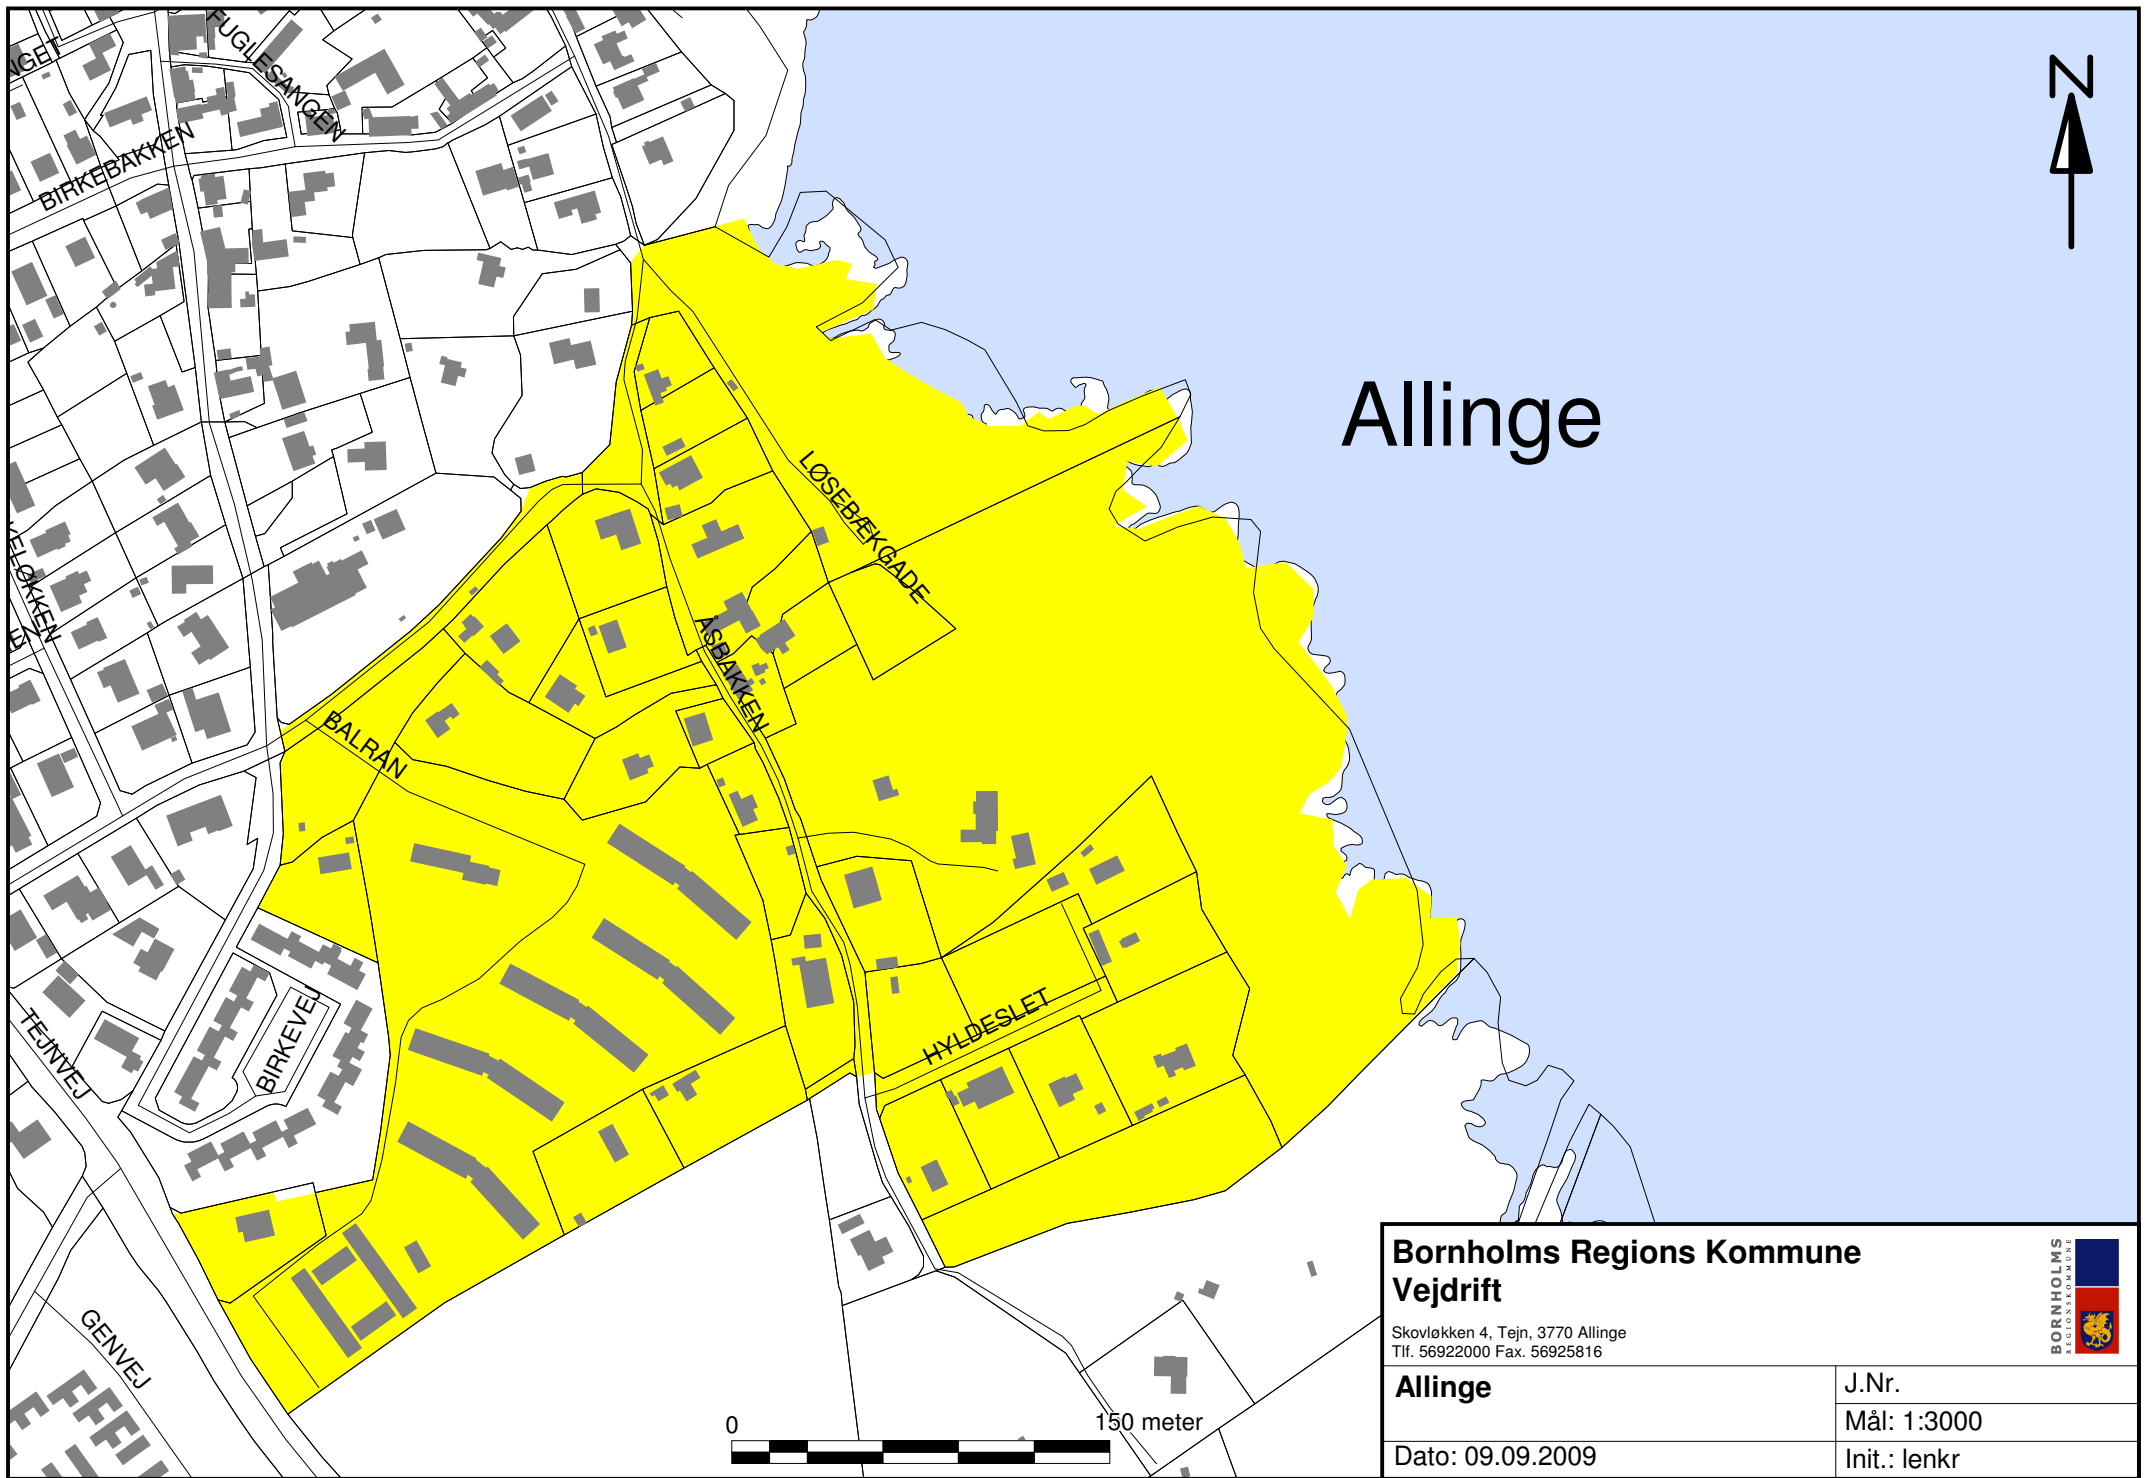 FUGLESANGEN
BIRKEBAKKEN
N
Allinge
LØSEBÆKGADE
ÅSBAKKEN
BALRAN
HYLDESLET
BIRKEVEJ
TEJNVEJ
GENVEJ
0
150 meter
Bornholms Regions Kommune
Vejdrift
Skovløkken 4, Tejn, 3770 Allinge
Tlf. 56922000 Fax. 56925816
BORNHOLMS
REGIONSKOMMUNE
Allinge
J.Nr.
Mål: 1:3000
Dato: 09.09.2009
Init.: lenkr